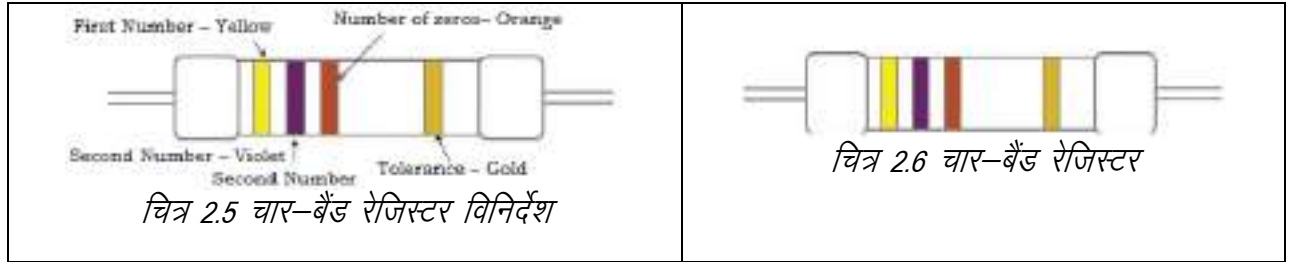 First Number – Yellow
Number of zeros– Orange
Second Number – Violet
Second Number
Tolerance – Gold
चित्र 2.5 चार–बैंड रेजिस्टर विनिर्देश
चित्र 2.6 चार–बैंड रेजिस्टर